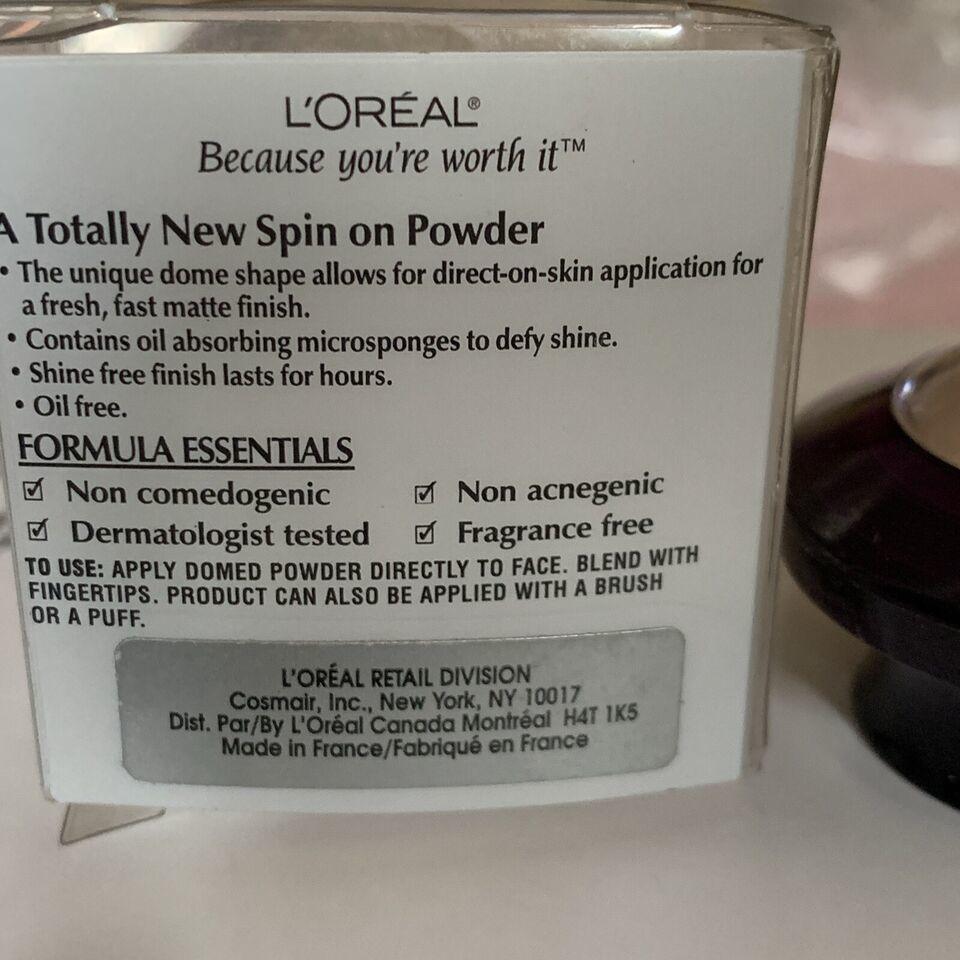 L'ORÉAL®
Because you're worth it™
A Totally New Spin on Powder
• The unique dome shape allows for direct-on-skin application for
a fresh, fast matte finish.
• Contains oil absorbing microsponges to defy shine.
• Shine free finish lasts for hours.
• Oil free.
FORMULA ESSENTIALS
☑ Non comedogenic ☑ Non acnegenic
☑ Dermatologist tested ☑ Fragrance free
TO USE: APPLY DOMED POWDER DIRECTLY TO FACE. BLEND WITH
FINGERTIPS. PRODUCT CAN ALSO BE APPLIED WITH A BRUSH
OR A PUFF.
L'ORÉAL RETAIL DIVISION
Cosmair, Inc., New York, NY 10017
Dist. Par/By L'Oréal Canada Montréal H4T 1K5
Made in France/Fabriqué en France